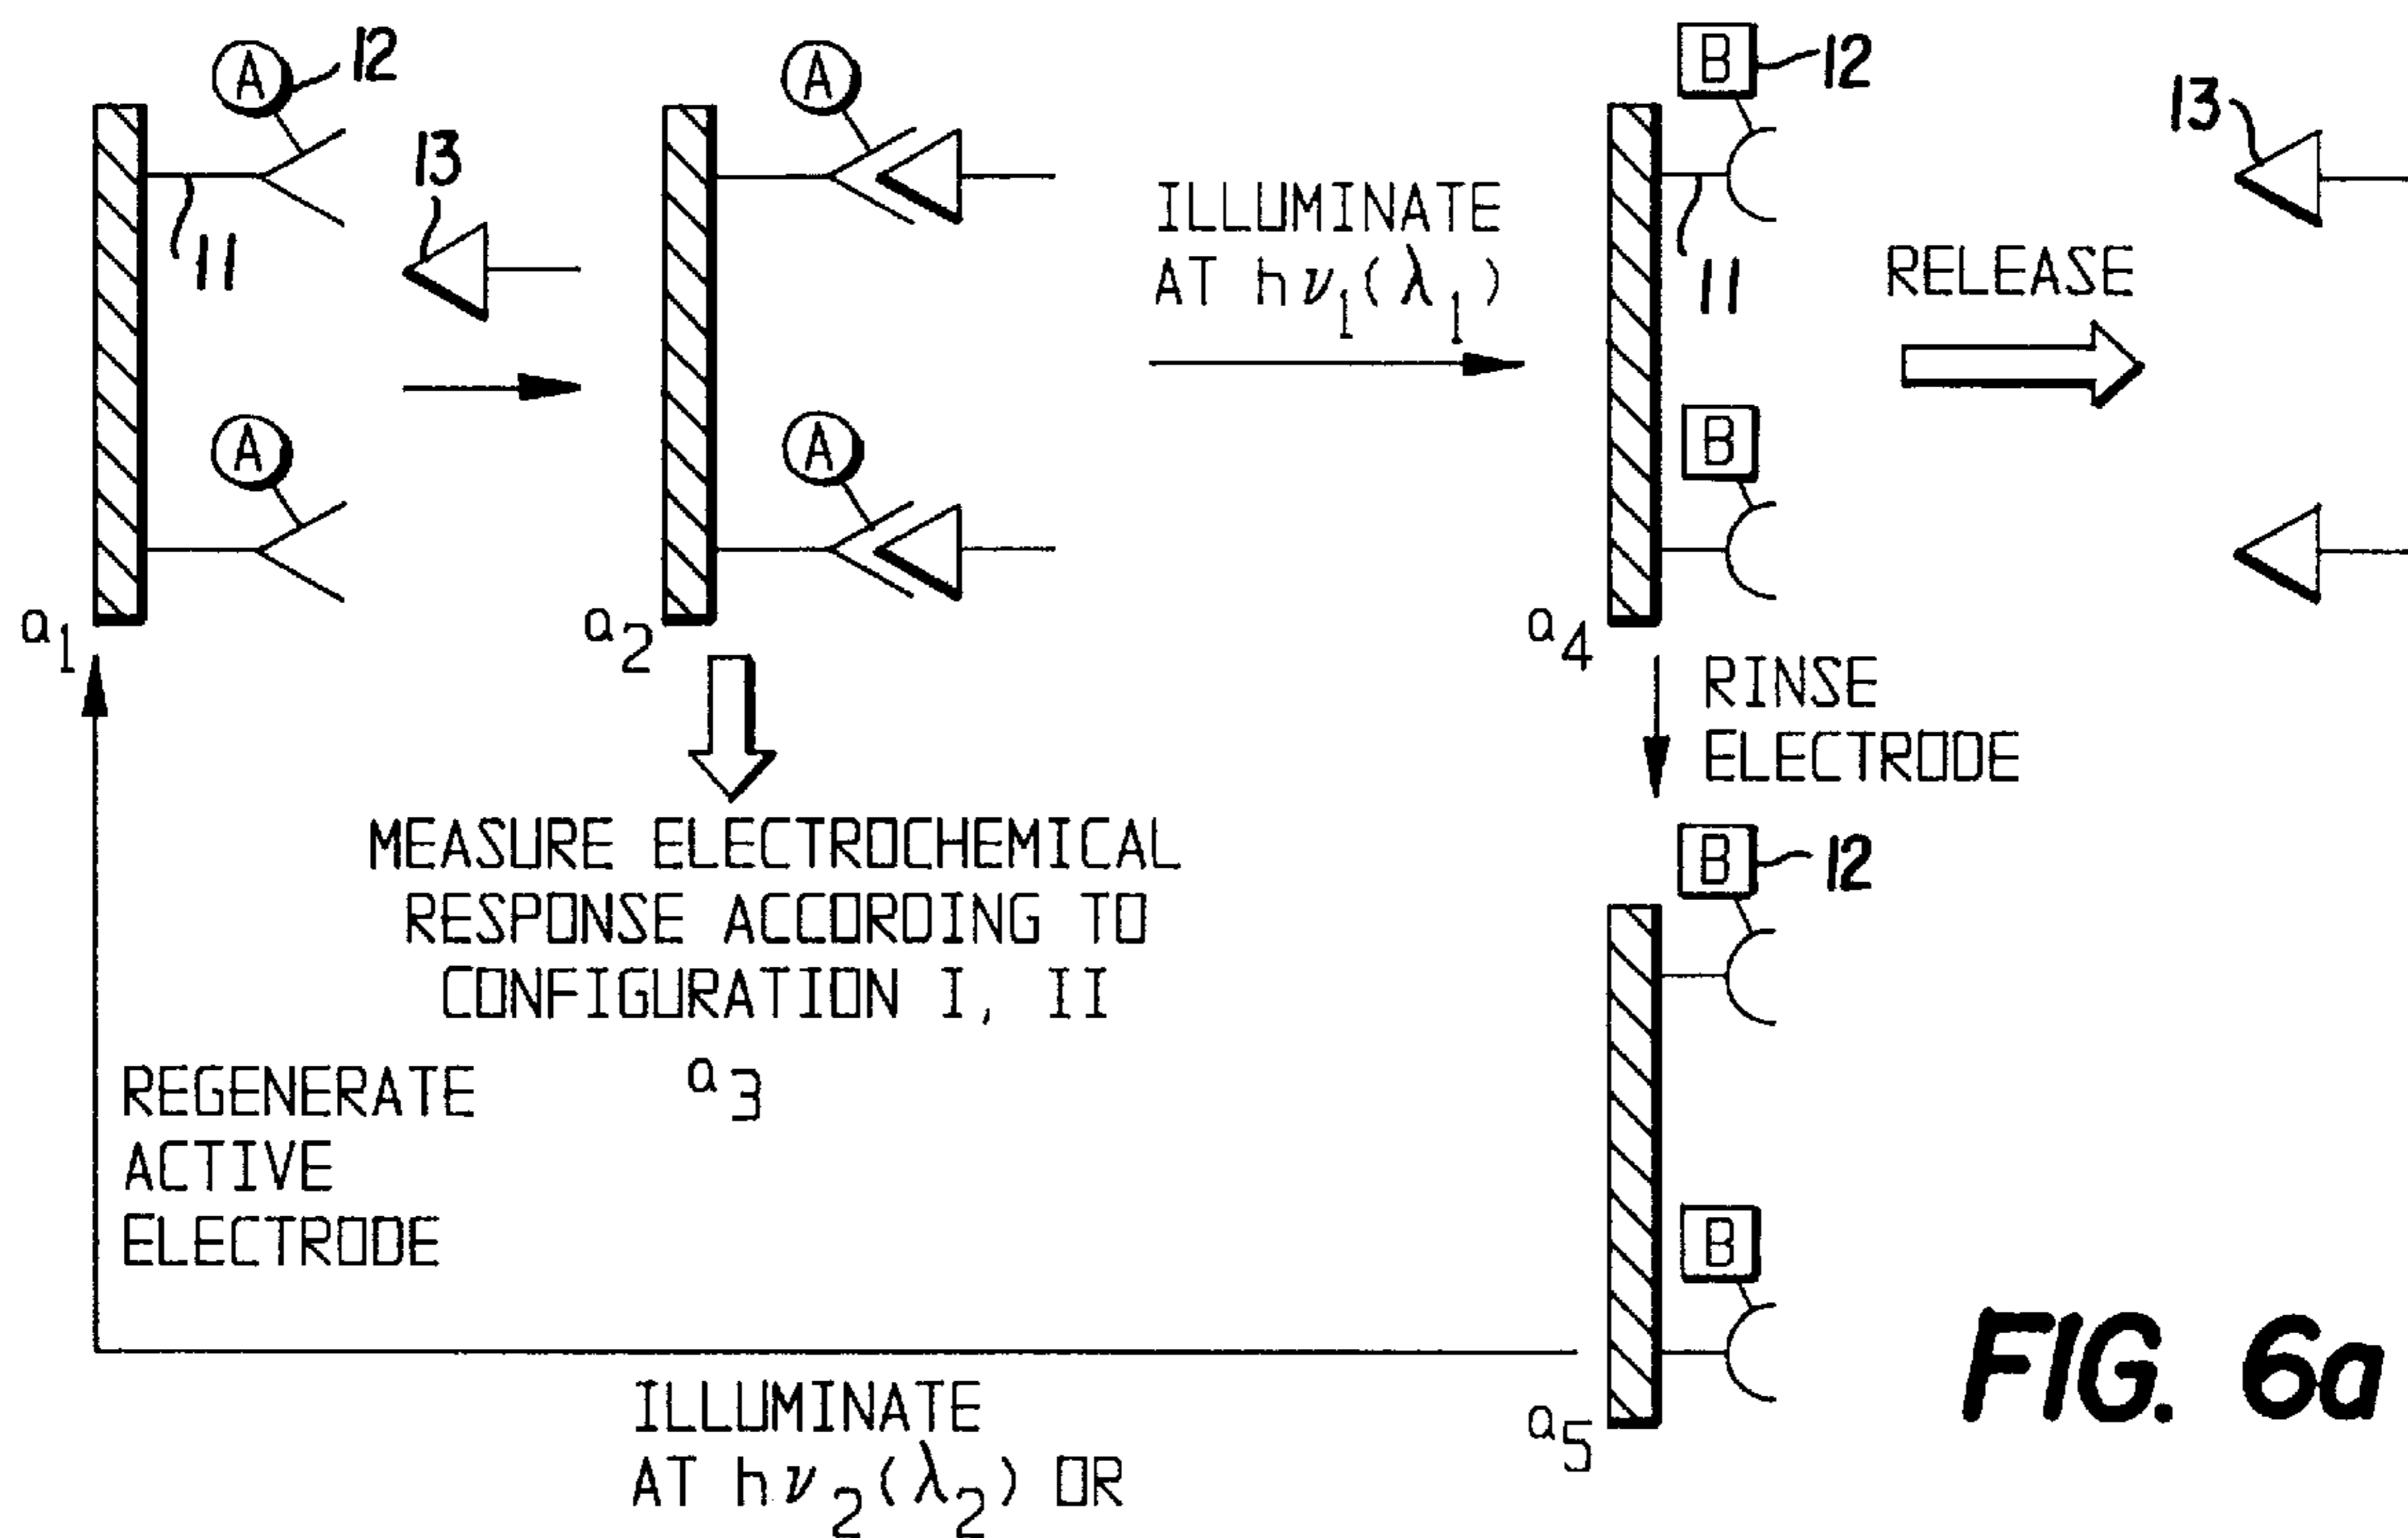 A
12
A
B
12
13
13
11
ILLUMINATE
AT hν1(λ1)
11
RELEASE
A
A
B
a1
a2
a4
RINSE
ELECTRODE
MEASURE ELECTROCHEMICAL
RESPONSE ACCORDING TO
CONFIGURATION I, II
a3
B
12
REGENERATE
ACTIVE
ELECTRODE
B
a5
ILLUMINATE
AT hν2(λ2) OR
FIG. 6a